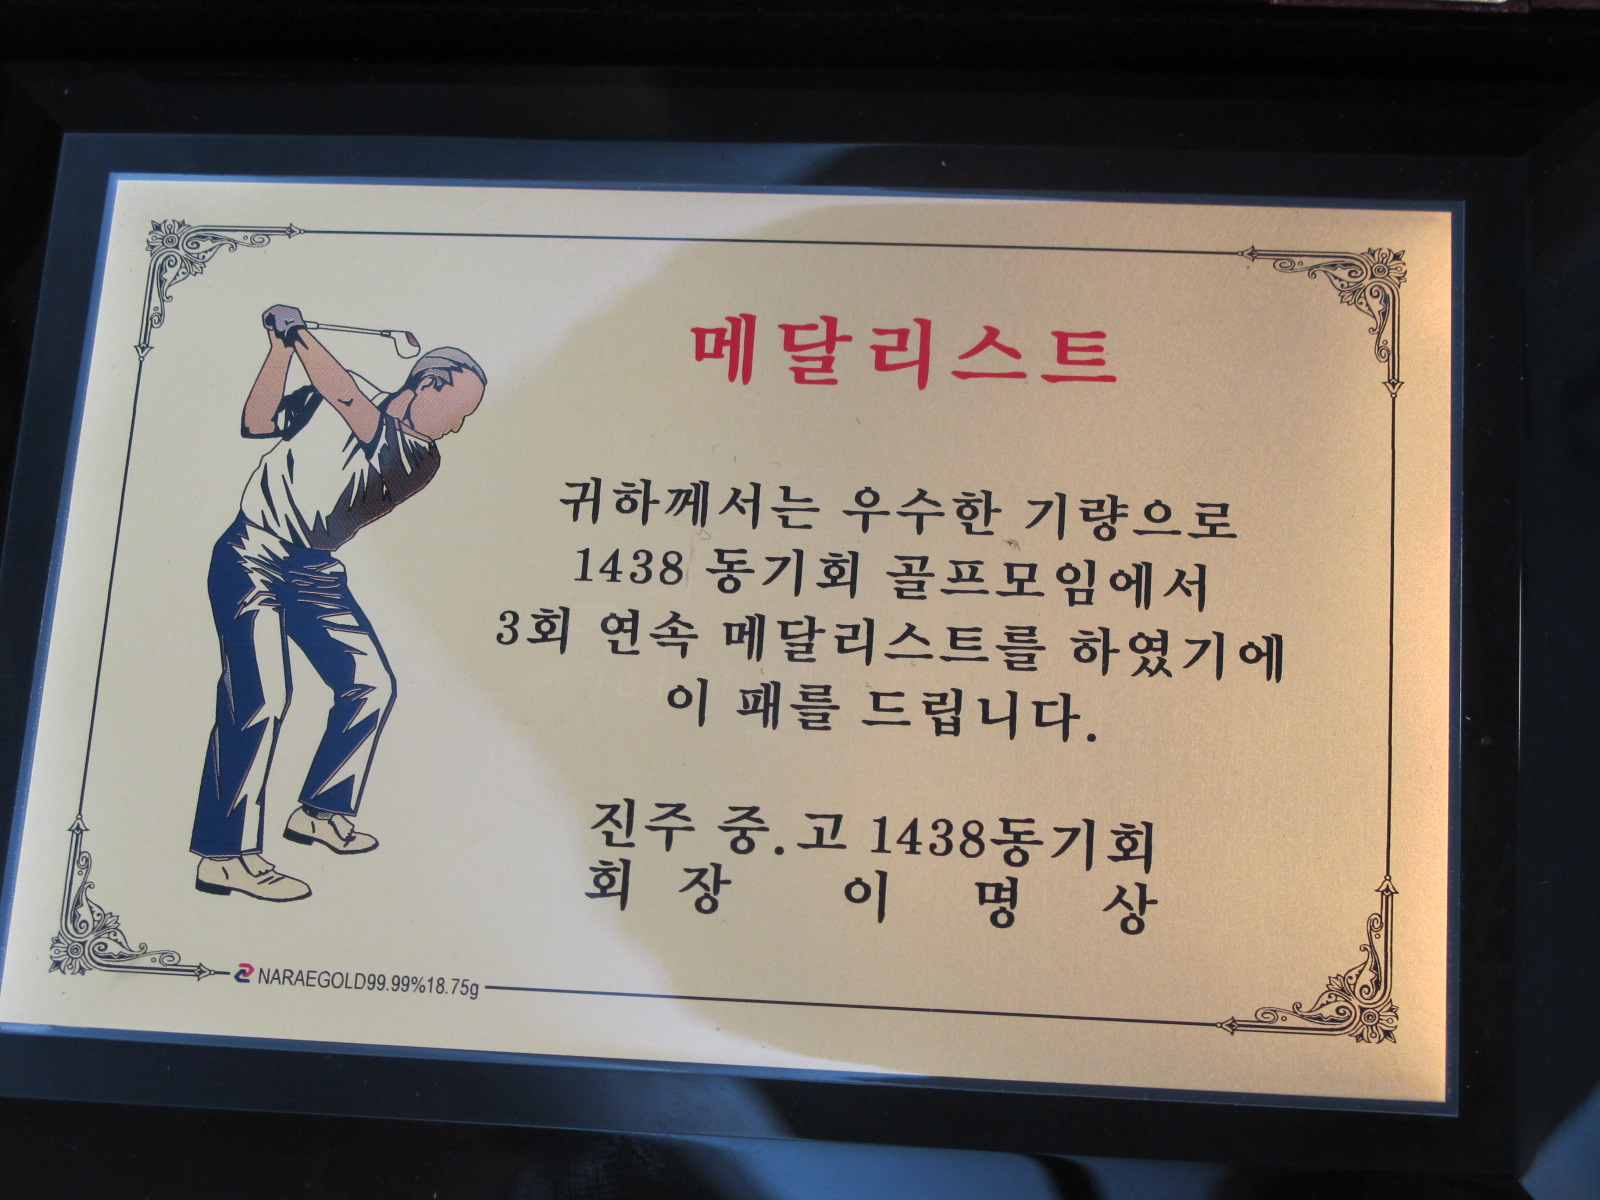 메달리스트
귀하께서는 우수한 기량으로
1438 동기회 골프모임에서
3회 연속 메달리스트를 하였기에
이 패를 드립니다.
진주 중.고 1438동기회
회 장 이 명 상
NARAEGOLD99.99%18.75g